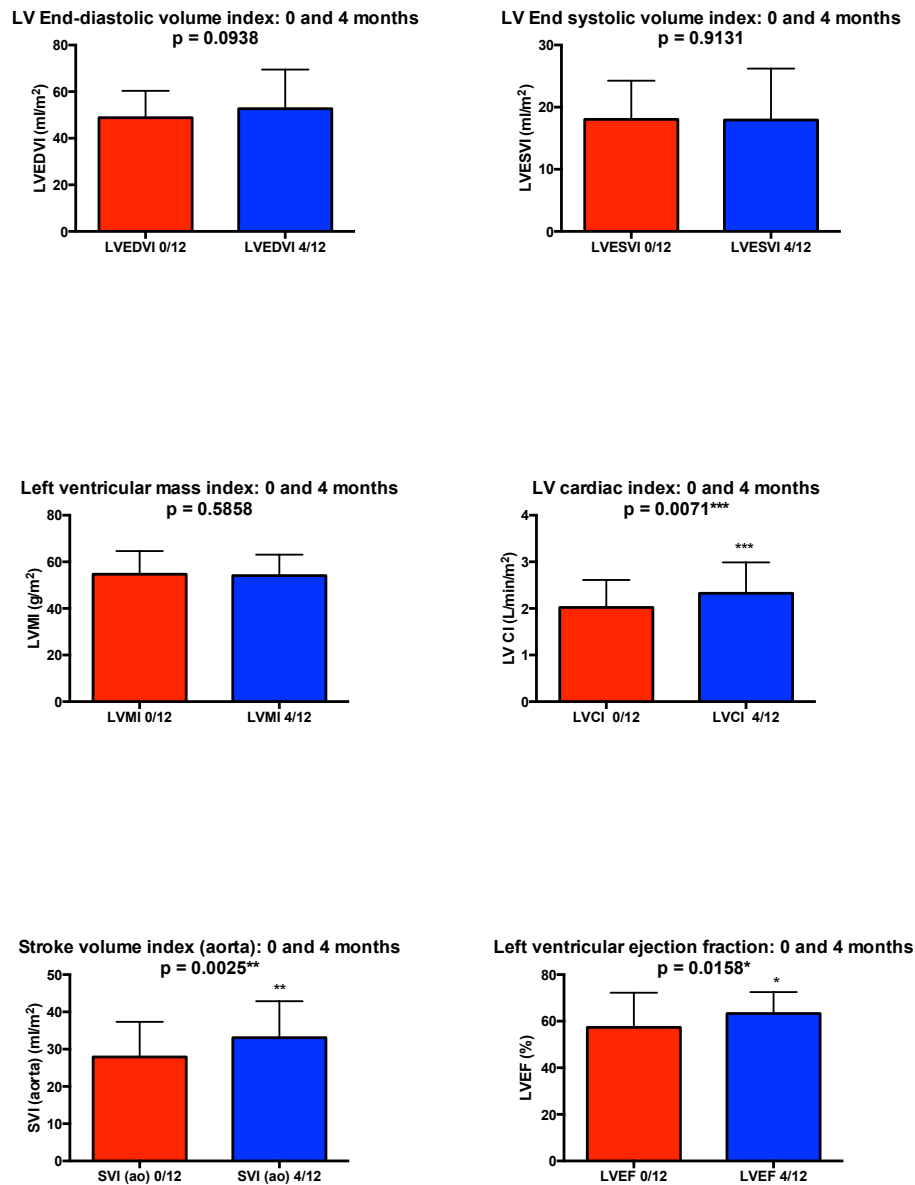 LV End-diastolic volume index: 0 and 4 months
p = 0.0938
80
60
40
20
0
LVEDVI (ml/m²)
LVEDVI 0/12
LVEDVI 4/12
LV End systolic volume index: 0 and 4 months
p = 0.9131
30
20
10
0
LVESVI (ml/m²)
LVESVI 0/12
LVESVI 4/12
Left ventricular mass index: 0 and 4 months
p = 0.5858
80
60
40
20
0
LVMI (g/m²)
LVMI 0/12
LVMI 4/12
LV cardiac index: 0 and 4 months
p = 0.0071***
4
3
2
1
0
LV CI (L/min/m²)
***
LVCI 0/12
LVCI 4/12
Stroke volume index (aorta): 0 and 4 months
p = 0.0025**
50
40
30
20
10
0
SVI (aorta) (ml/m²)
**
SVI (ao) 0/12
SVI (ao) 4/12
Left ventricular ejection fraction: 0 and 4 months
p = 0.0158*
80
60
40
20
0
LVEF (%)
*
LVEF 0/12
LVEF 4/12